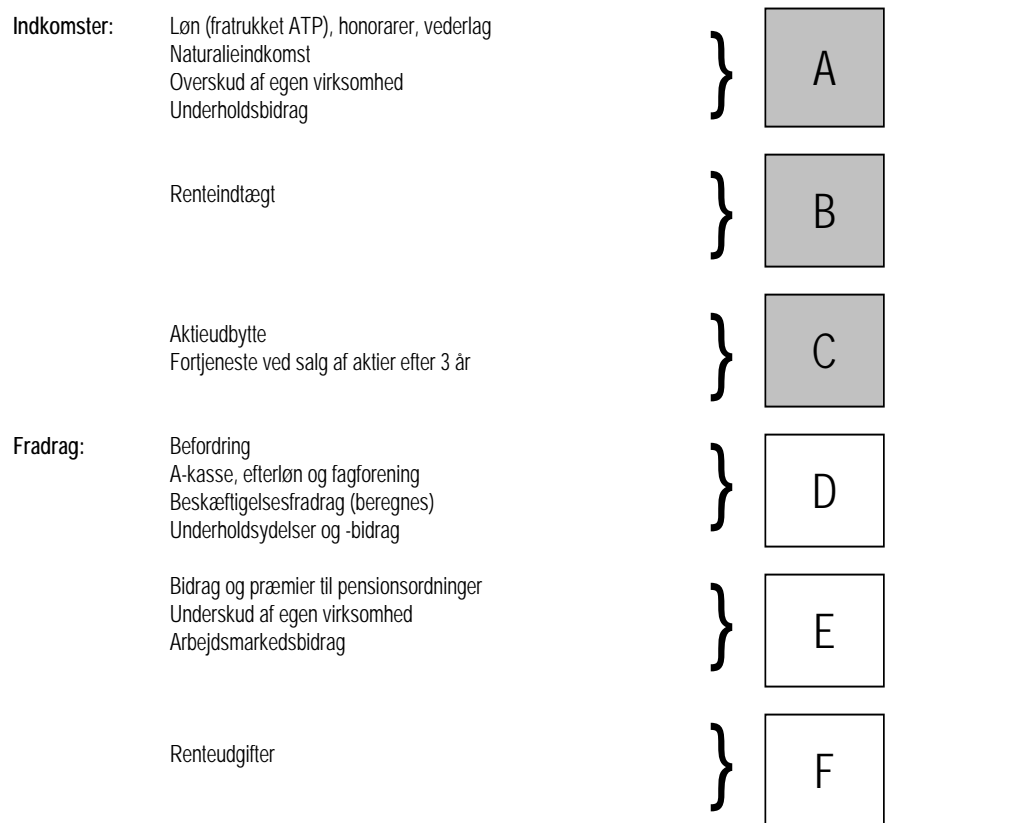 Indkomster: Løn (fratrukket ATP), honorarer, vederlag
Naturalieindkomst
Overskud af egen virksomhed
Underholdsbidrag
} A
Renteindtægt
} B
Aktieudbytte
Fortjeneste ved salg af aktier efter 3 år
} C
Fradrag: Befordring
A-kasse, efterløn og fagforening
Beskæftigelsesfradrag (beregnes)
Underholdsydelser og -bidrag
} D
Bidrag og præmier til pensionsordninger
Underskud af egen virksomhed
Arbejdsmarkedsbidrag
} E
Renteudgifter
} F